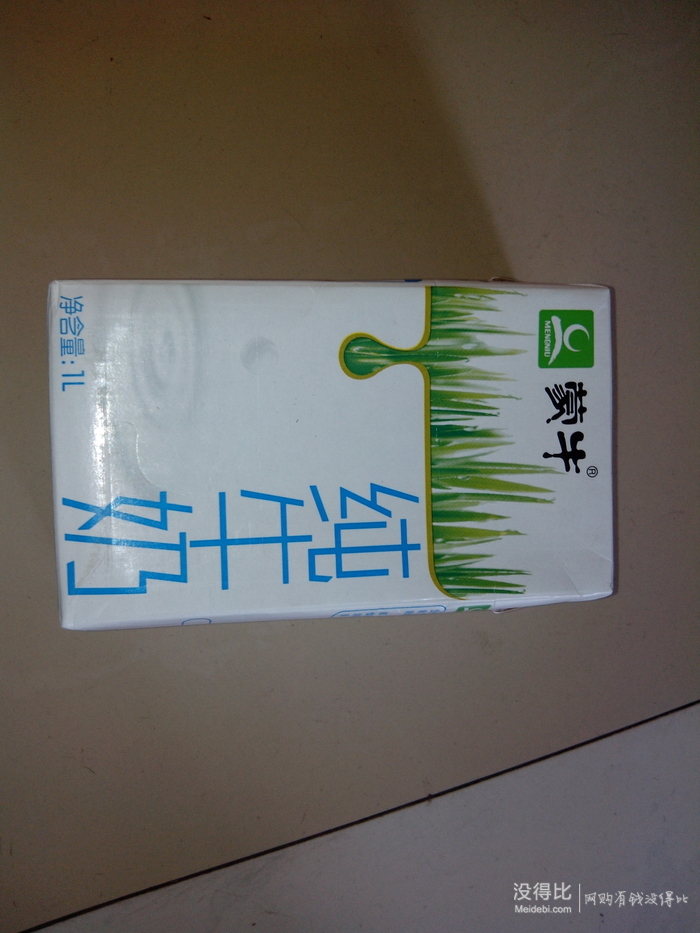 MENGNIU
蒙牛®
纯牛奶
净含量:1L
没得比
Meidebi.com
网购有钱没得比